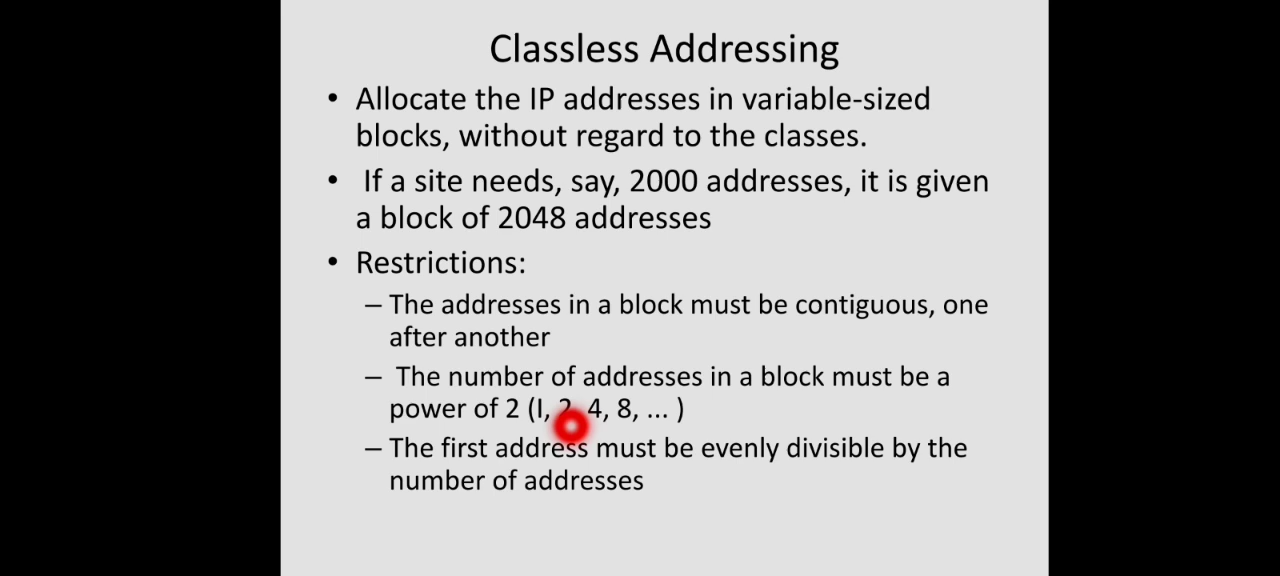 Classless Addressing
• Allocate the IP addresses in variable-sized
blocks, without regard to the classes.
• If a site needs, say, 2000 addresses, it is given
a block of 2048 addresses
• Restrictions:
– The addresses in a block must be contiguous, one
after another
– The number of addresses in a block must be a
power of 2 (I, 2, 4, 8, ... )
– The first address must be evenly divisible by the
number of addresses